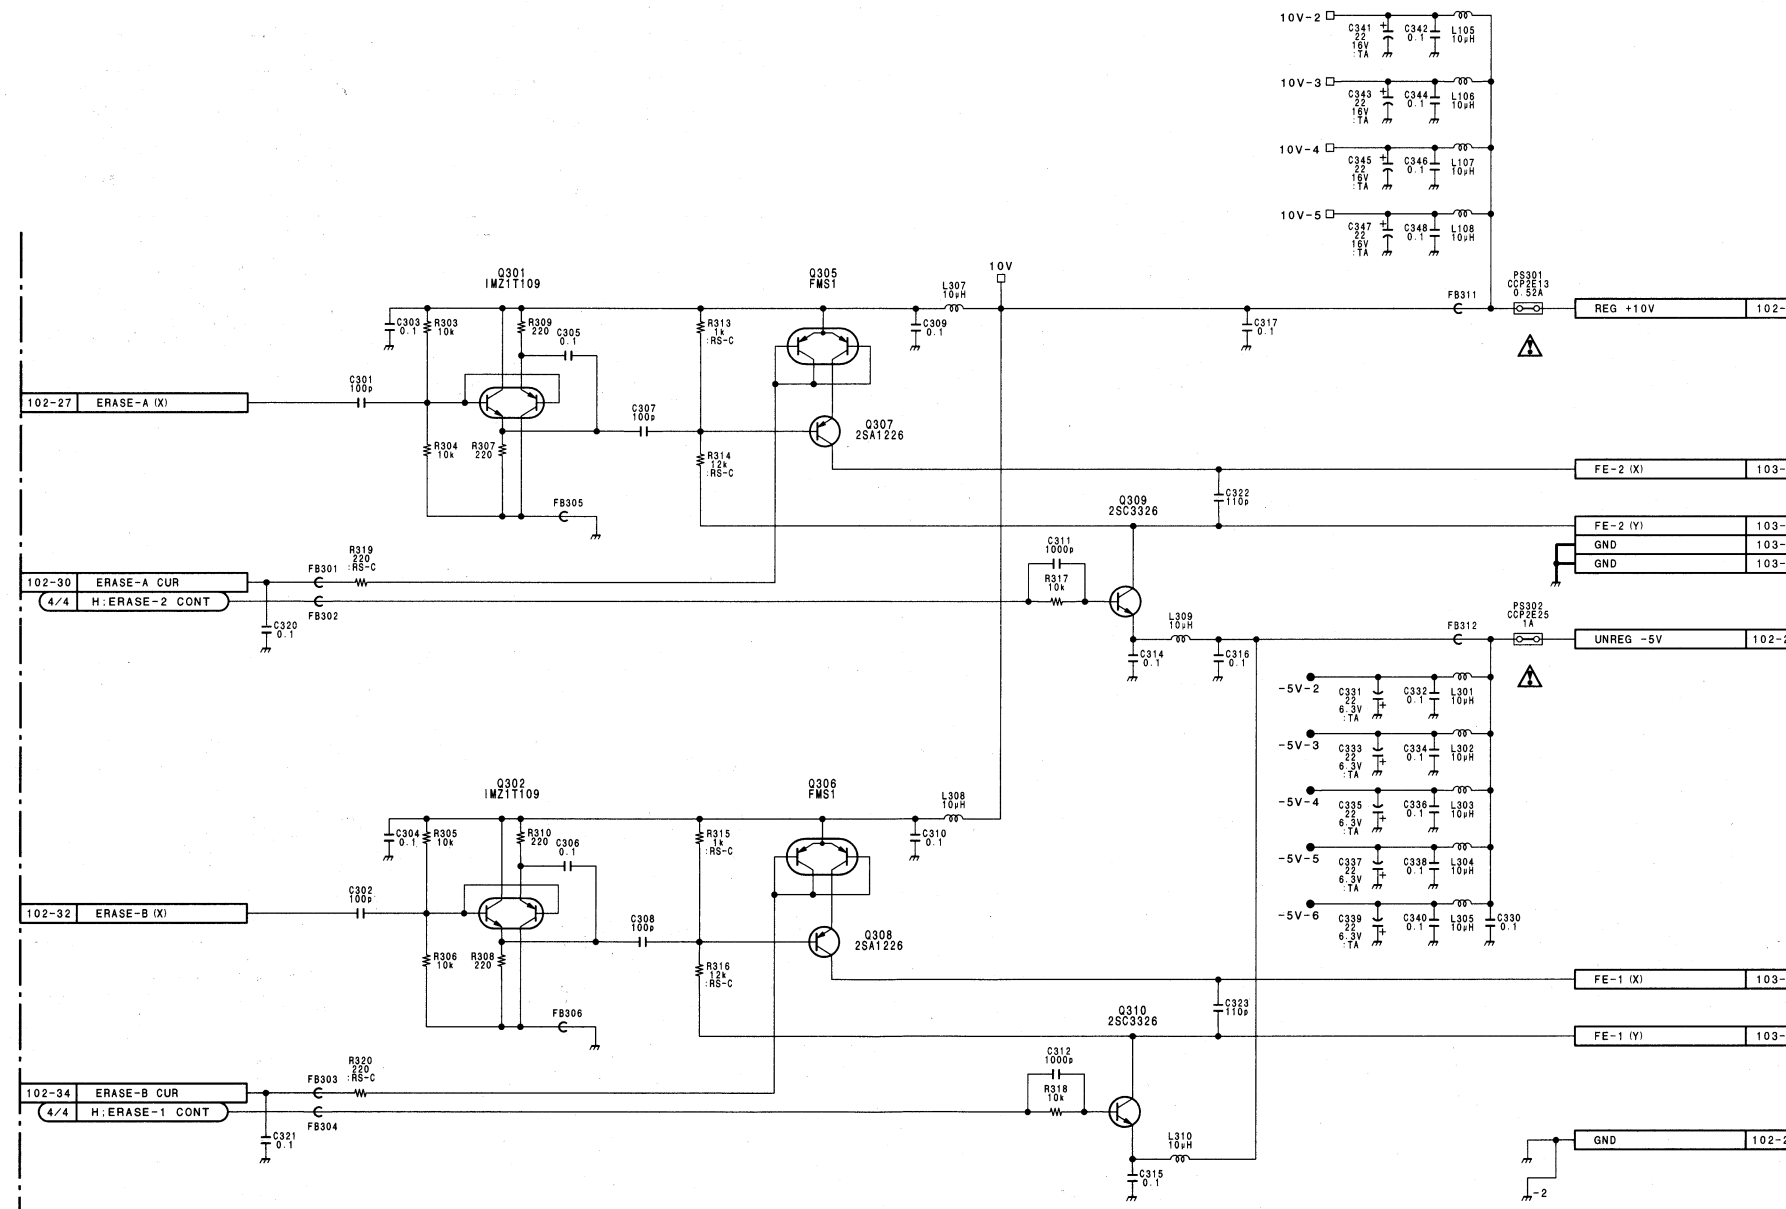 10V-2
C341
22
16V
:TA
C342
0.1
L105
10μH
10V-3
C343
22
16V
:TA
C344
0.1
L106
10μH
10V-4
C345
22
16V
:TA
C346
0.1
L107
10μH
10V-5
C347
22
16V
:TA
C348
0.1
L108
10μH
Q301
IMZ1T109
Q305
FMS1
L307
10μH
10V
FB311
PS301
CCP2E13
0.52A
REG +10V
102-
C303
0.1
R303
10k
R309
220
C305
0.1
R313
1k
:RS-C
C309
0.1
C317
0.1
102-27 ERASE-A (X)
C301
100p
R304
10k
R307
220
C307
100p
R314
12k
:RS-C
Q307
2SA1226
FB305
FE-2 (X) 103-
C322
110p
Q309
2SC3326
FE-2 (Y) 103-
GND 103-
GND 103-
102-30 ERASE-A CUR
4/4 H:ERASE-2 CONT
FB301
FB302
R319
220
:RS-C
C320
0.1
C311
1000p
R317
10k
L309
10μH
C314
0.1
C316
0.1
FB312
PS302
CCP2E25
1A
UNREG -5V 102-2
-5V-2
C331
22
6.3V
:TA
C332
0.1
L301
10μH
-5V-3
C333
22
6.3V
:TA
C334
0.1
L302
10μH
-5V-4
C335
22
6.3V
:TA
C336
0.1
L303
10μH
-5V-5
C337
22
6.3V
:TA
C338
0.1
L304
10μH
-5V-6
C339
22
6.3V
:TA
C340
0.1
L305
10μH
C330
0.1
Q302
IMZ1T109
Q306
FMS1
L308
10μH
C304
0.1
R305
10k
R310
220
C306
0.1
R315
1k
:RS-C
C310
0.1
102-32 ERASE-B (X)
C302
100p
R306
10k
R308
220
C308
100p
R316
12k
:RS-C
Q308
2SA1226
FB306
FE-1 (X) 103-
C323
110p
Q310
2SC3326
FE-1 (Y) 103-
102-34 ERASE-B CUR
4/4 H:ERASE-1 CONT
FB303
FB304
R320
220
:RS-C
C321
0.1
C312
1000p
R318
10k
L310
10μH
C315
0.1
GND 102-2
-2